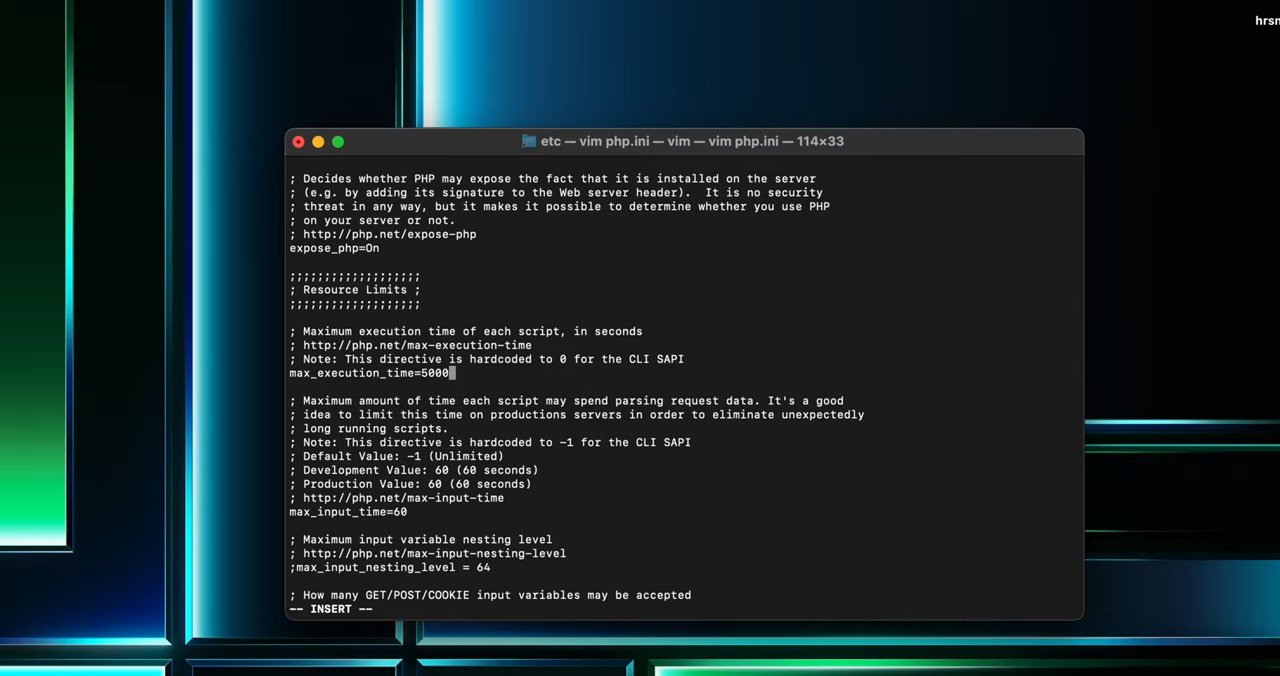 hrsm
etc — vim php.ini — vim — vim php.ini — 114×33
; Decides whether PHP may expose the fact that it is installed on the server
; (e.g. by adding its signature to the Web server header).  It is no security
; threat in any way, but it makes it possible to determine whether you use PHP
; on your server or not.
; http://php.net/expose-php
expose_php=On
;;;;;;;;;;;;;;;;;;;
; Resource Limits ;
;;;;;;;;;;;;;;;;;;;
; Maximum execution time of each script, in seconds
; http://php.net/max-execution-time
; Note: This directive is hardcoded to 0 for the CLI SAPI
max_execution_time=5000
; Maximum amount of time each script may spend parsing request data. It's a good
; idea to limit this time on productions servers in order to eliminate unexpectedly
; long running scripts.
; Note: This directive is hardcoded to -1 for the CLI SAPI
; Default Value: -1 (Unlimited)
; Development Value: 60 (60 seconds)
; Production Value: 60 (60 seconds)
; http://php.net/max-input-time
max_input_time=60
; Maximum input variable nesting level
; http://php.net/max-input-nesting-level
;max_input_nesting_level = 64
; How many GET/POST/COOKIE input variables may be accepted
-- INSERT --